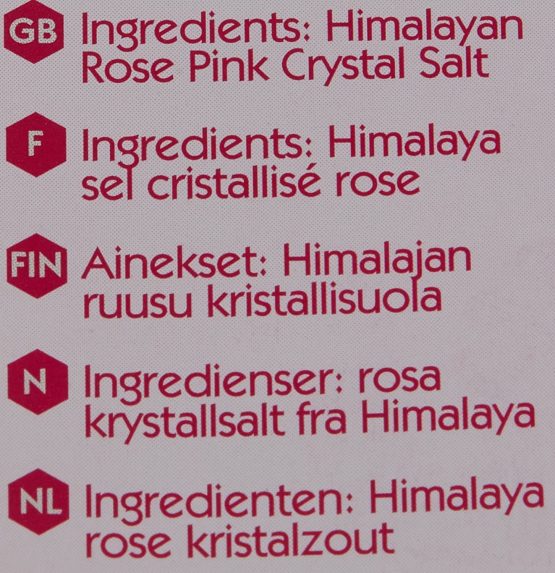 GB Ingredients: Himalayan
Rose Pink Crystal Salt
F Ingredients: Himalaya
sel cristallisé rose
FIN Ainekset: Himalajan
ruusu kristallisuola
N Ingredienser: rosa
krystallsalt fra Himalaya
NL Ingredienten: Himalaya
rose kristalzout